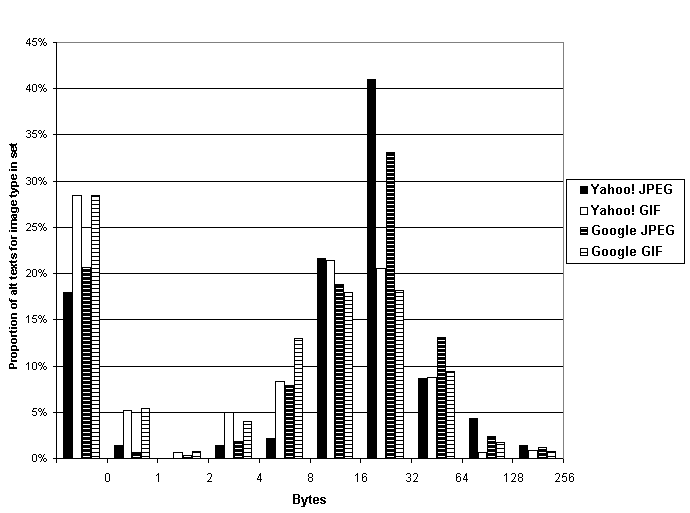 45%
40%
35%
30%
25%
20%
15%
10%
5%
0%
Proportion of alt texts for image type in set
0 1 2 4 8 16 32 64 128 256
Bytes
Yahoo! JPEG
Yahoo! GIF
Google JPEG
Google GIF